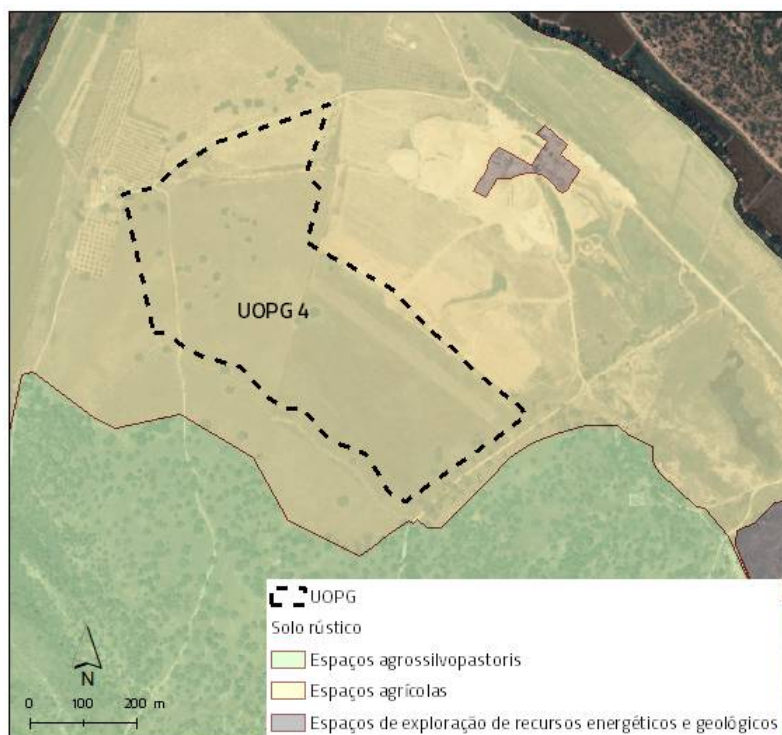 UOPG 4
UOPG
Solo rústico
Espaços agrossilvopastoris
Espaços agrícolas
Espaços de exploração de recursos energéticos e geológicos
N
0 100 200 m